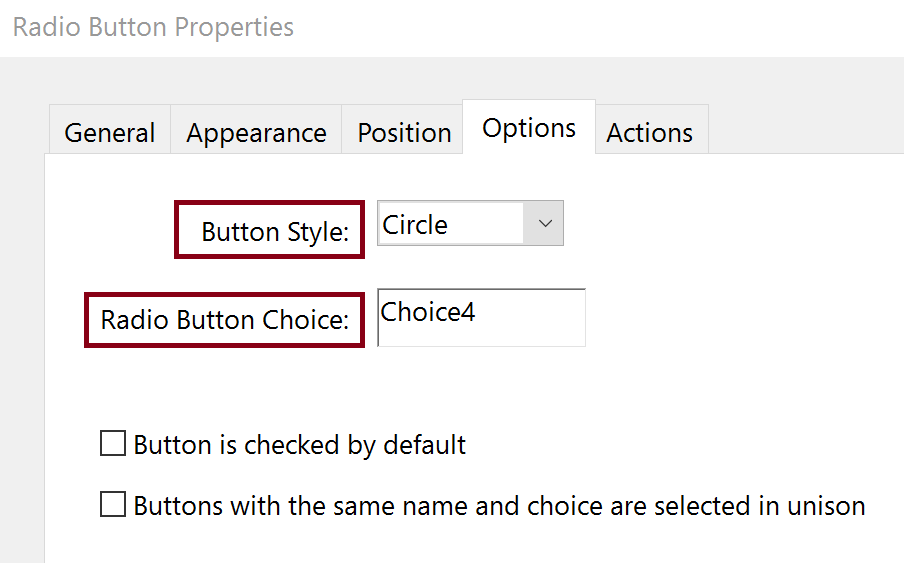 Radio Button Properties
General Appearance Position Options Actions
Button Style: Circle
Radio Button Choice: Choice4
Button is checked by default
Buttons with the same name and choice are selected in unison